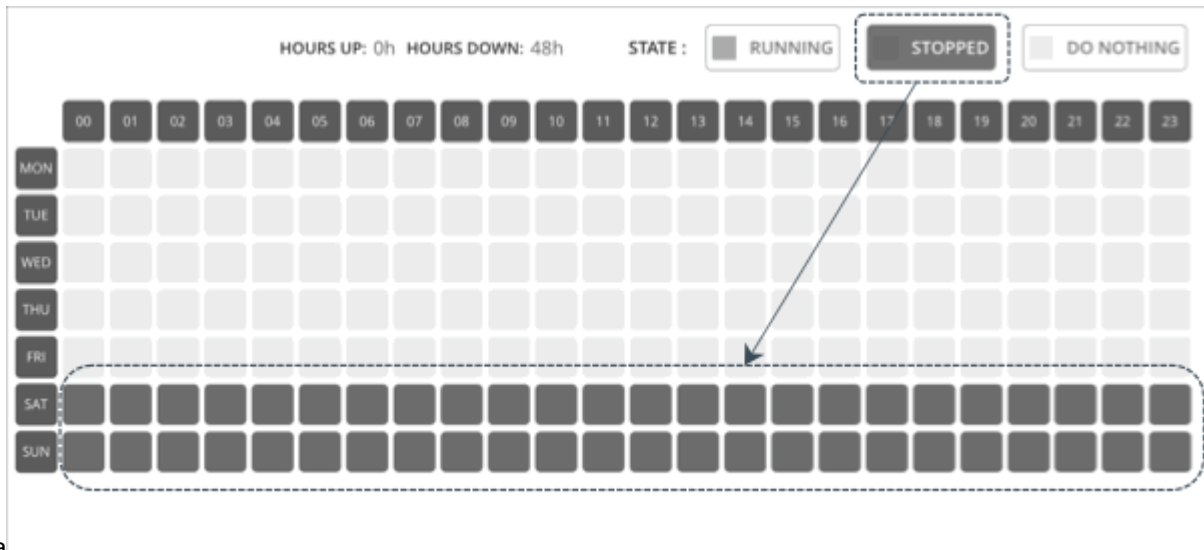 HOURS UP: 0h HOURS DOWN: 48h STATE : RUNNING STOPPED DO NOTHING
00 01 02 03 04 05 06 07 08 09 10 11 12 13 14 15 16 17 18 19 20 21 22 23
MON
TUE
WED
THU
FRI
SAT
SUN
a